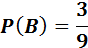 P(B) = 3/9